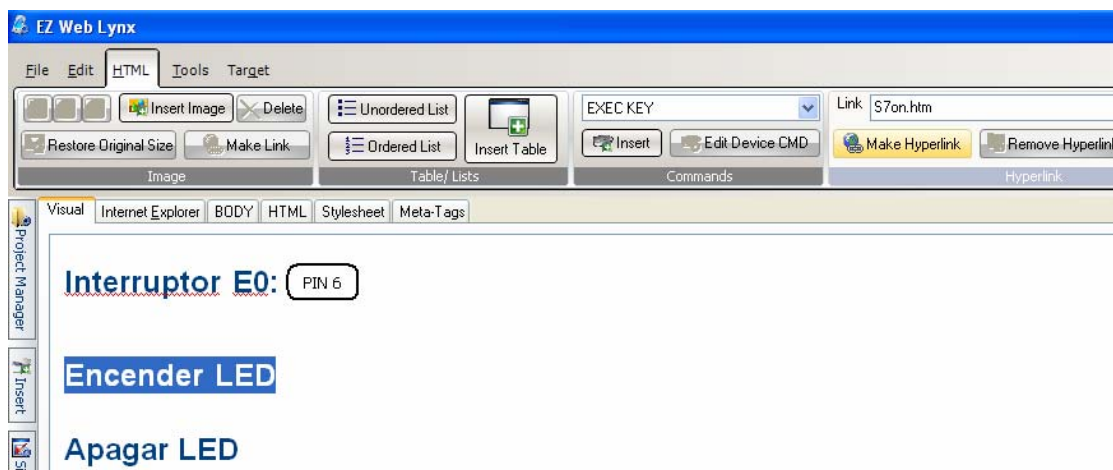 EZ Web Lynx
File Edit HTML Tools Target
Insert Image Delete Unordered List EXEC KEY Link S7on.htm
Restore Original Size Make Link Ordered List Insert Table Insert Edit Device CMD Make Hyperlink Remove Hyperlin
Image Table/ Lists Commands Hyperlink
Visual Internet Explorer BODY HTML Stylesheet Meta-Tags
Project Manager
Interruptor E0: PIN 6
Insert
Encender LED
Apagar LED